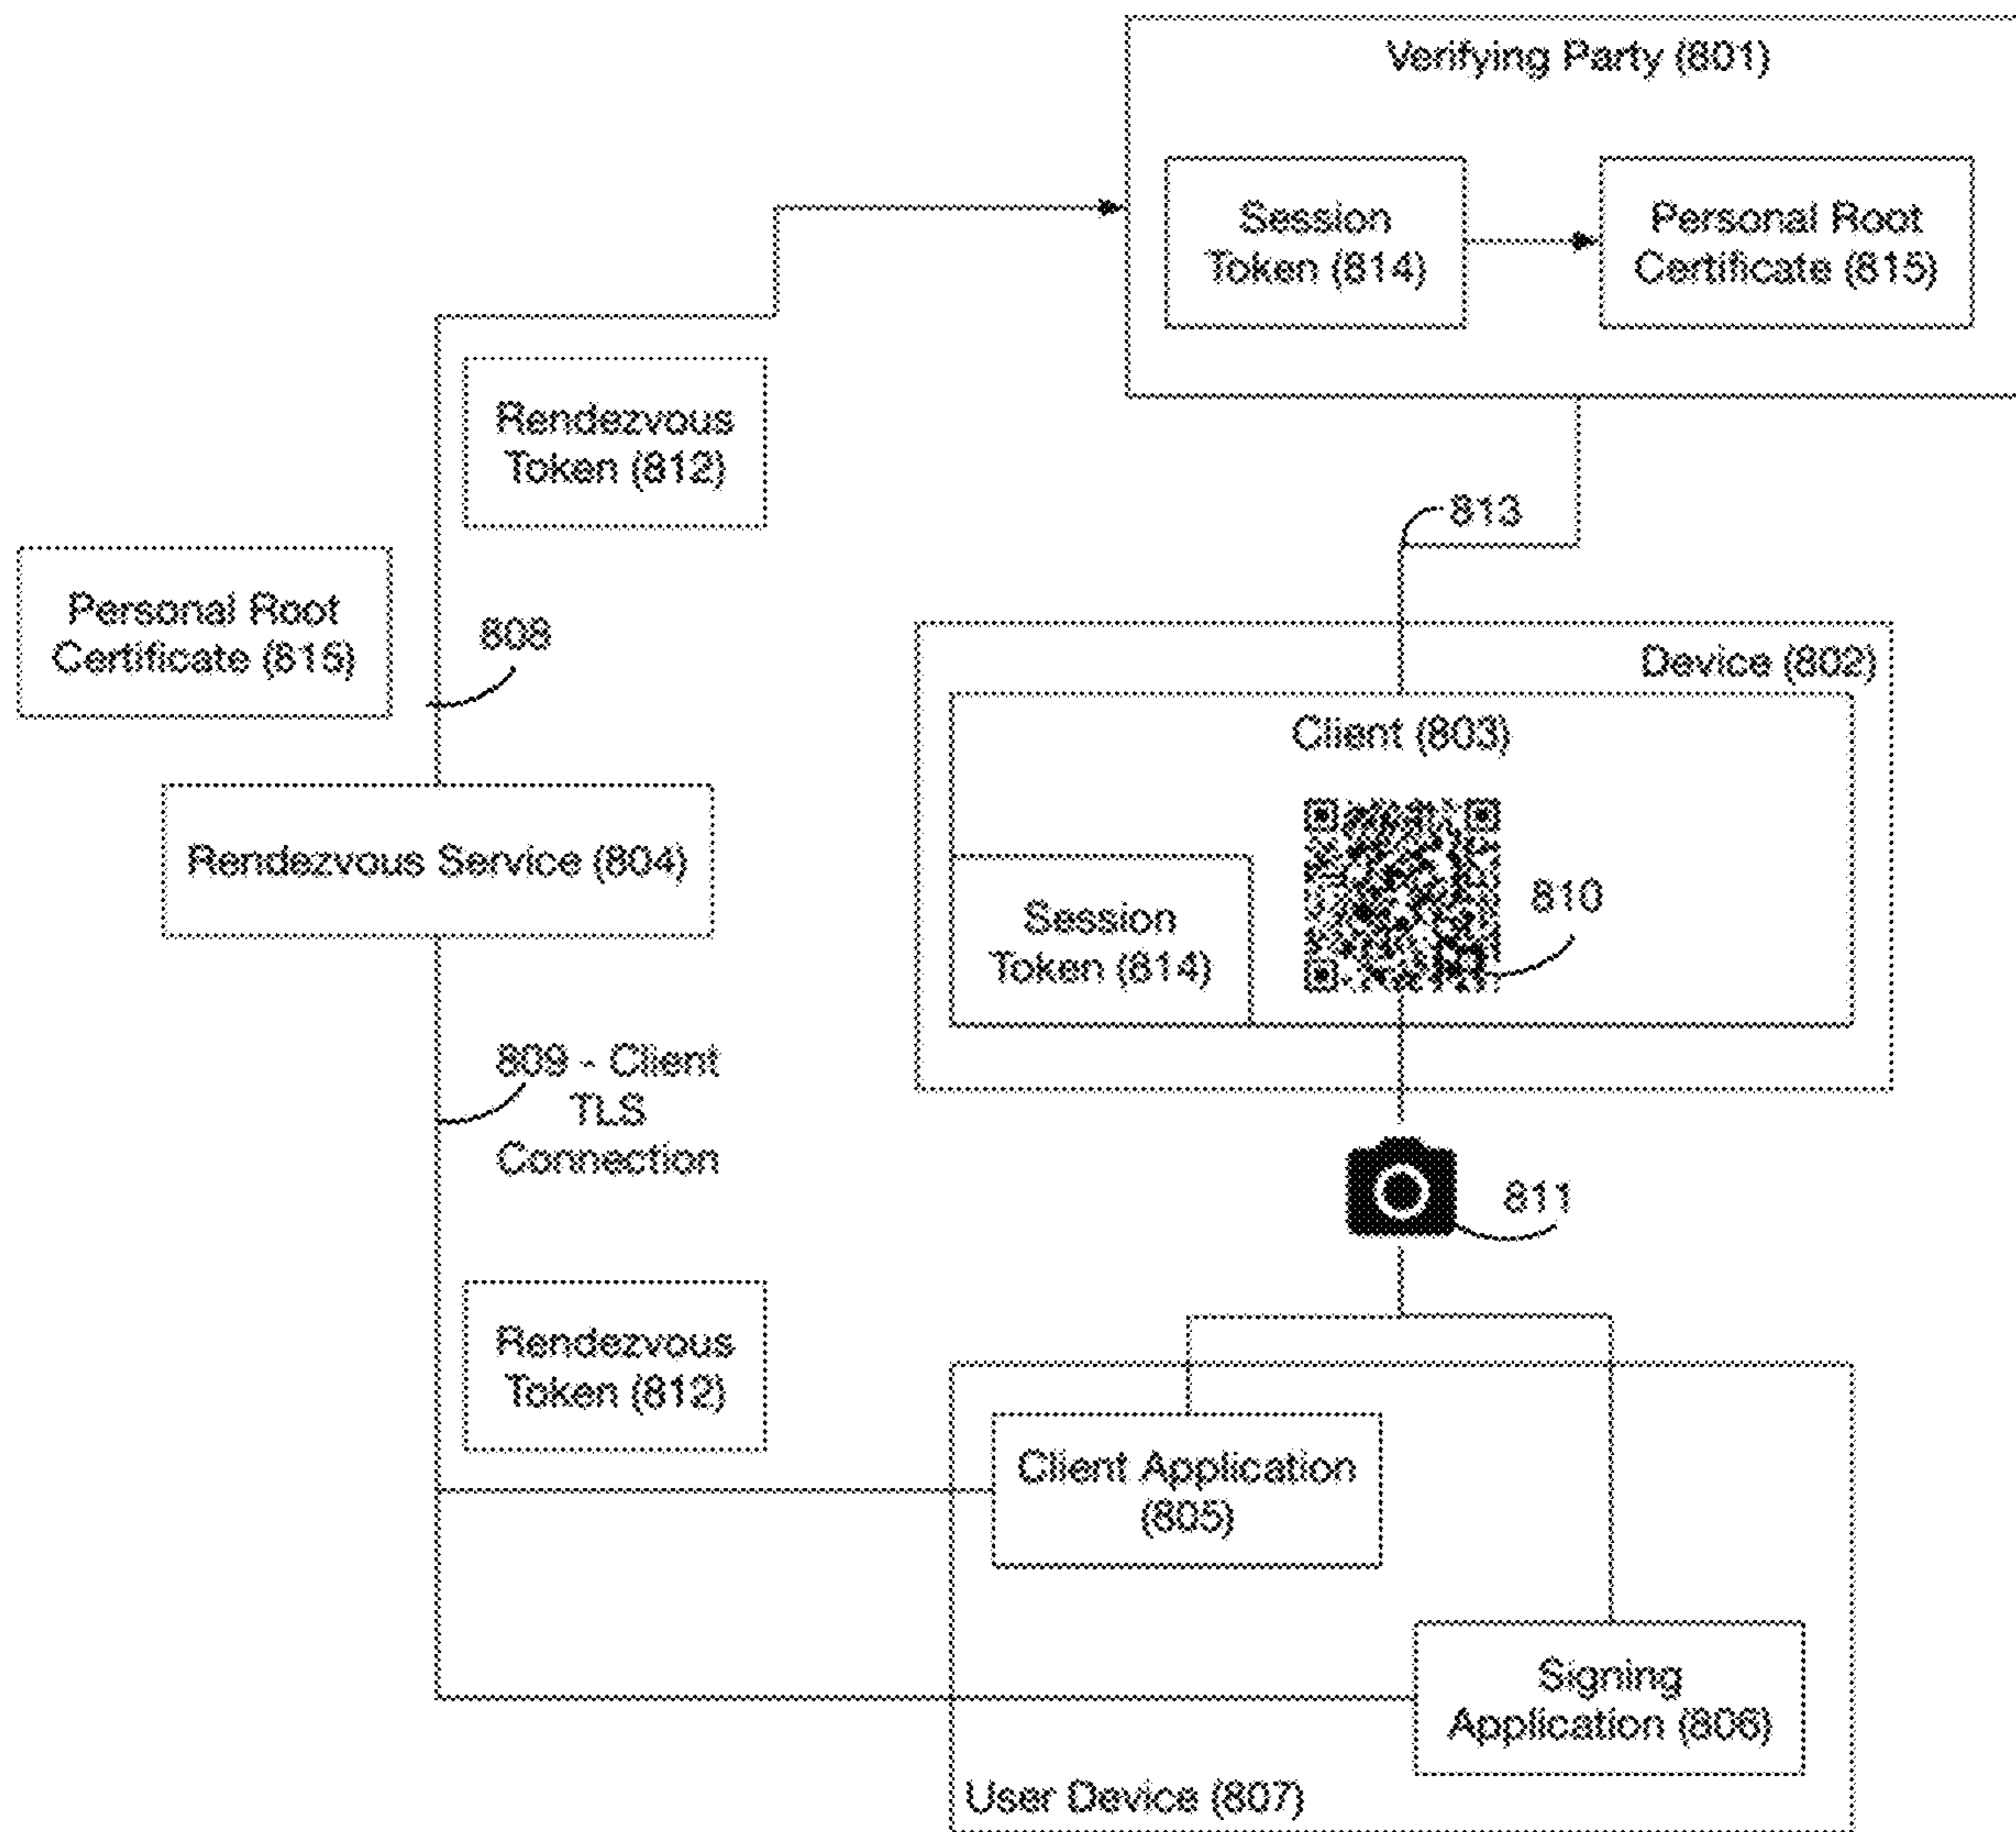 Verifying Party (801)
Session
Token (814)
Personal Root
Certificate (815)
Rendezvous
Token (812)
813
Personal Root
Certificate (815)
808
Device (802)
Client (803)
Rendezvous Service (804)
810
Session
Token (814)
809 - Client
TLS
Connection
811
Rendezvous
Token (812)
Client Application
(805)
Signing
Application (806)
User Device (807)